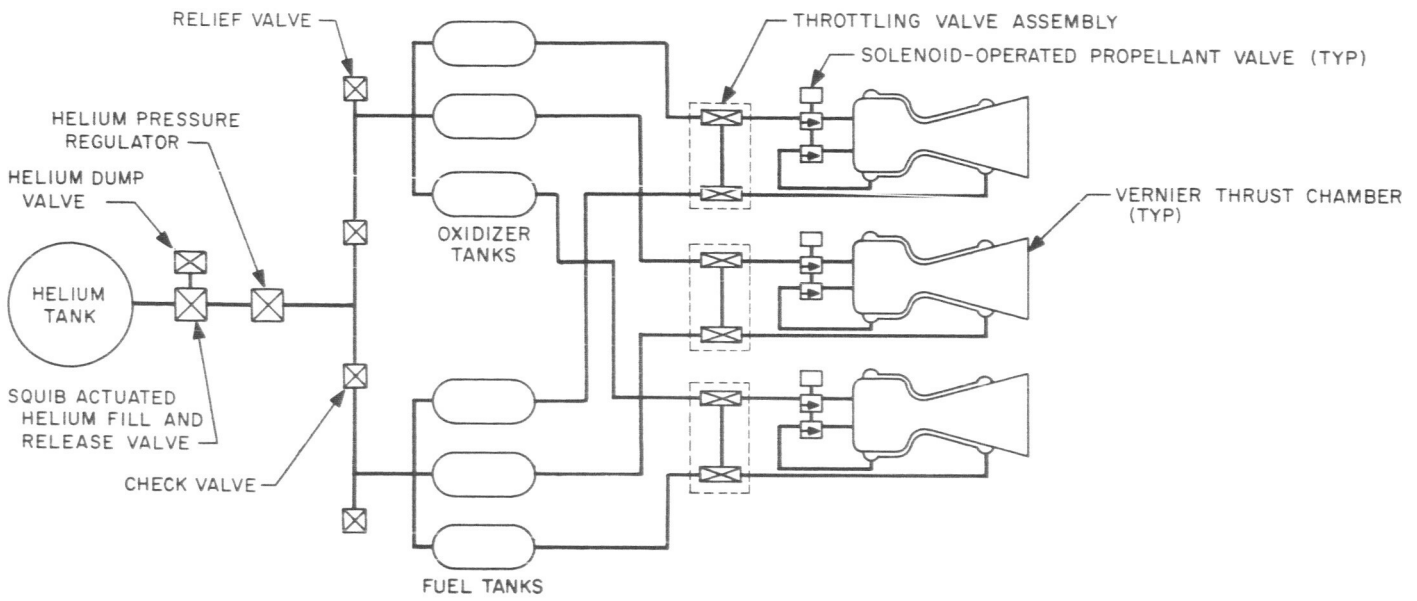 RELIEF VALVE
THROTTLING VALVE ASSEMBLY
SOLENOID-OPERATED PROPELLANT VALVE (TYP)
HELIUM PRESSURE
REGULATOR
HELIUM DUMP
VALVE
VERNIER THRUST CHAMBER
(TYP)
OXIDIZER
TANKS
HELIUM
TANK
SQUIB ACTUATED
HELIUM FILL AND
RELEASE VALVE
CHECK VALVE
FUEL TANKS